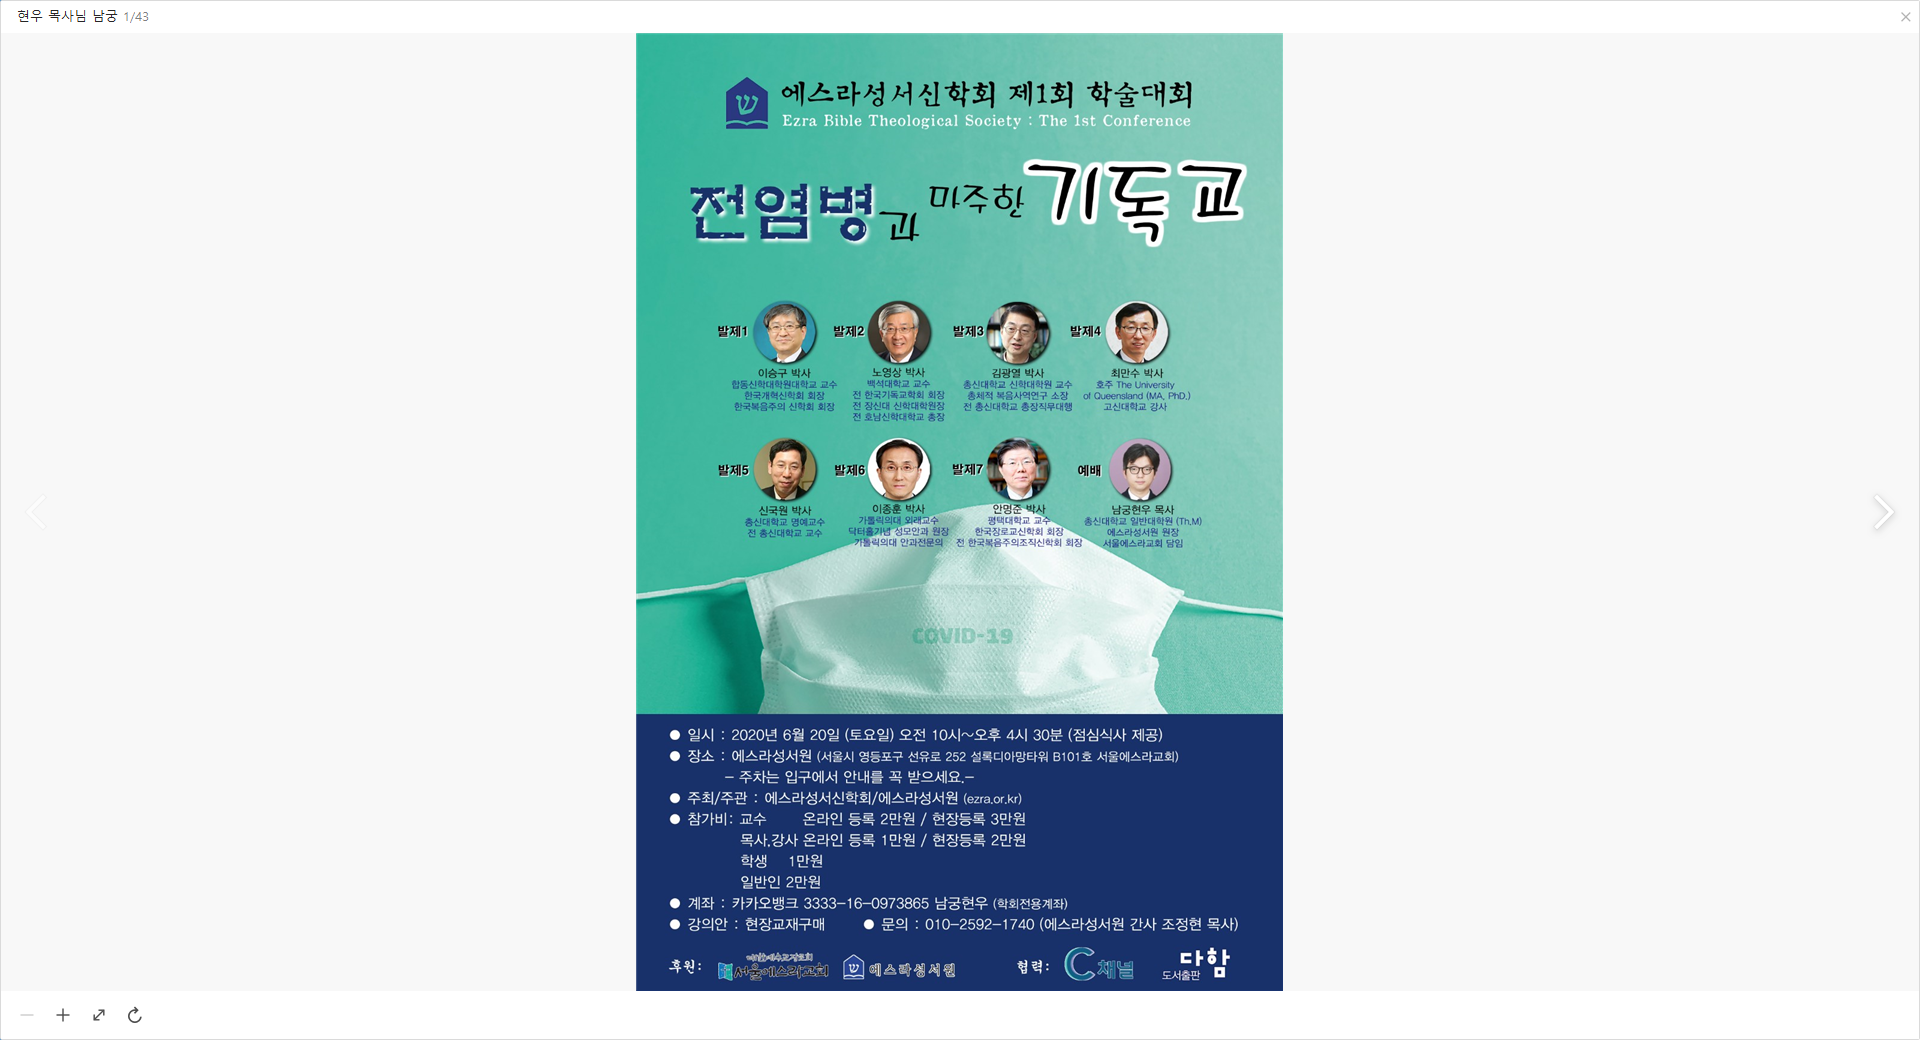 현우 목사님 남궁 1/43
에스라성서신학회 제1회 학술대회
Ezra Bible Theological Society : The 1st Conference
전염병과 마주한 기독교
발제1
이승구 박사
합동신학대학원대학교 교수
한국개혁신학회 회장
한국복음주의 신학회 회장
발제2
노영상 박사
백석대학교 교수
전 한국기독교학회 회장
전 장신대 신학대학원장
전 호남신학대학교 총장
발제3
김광열 박사
총신대학교 신학대학원 교수
총체적 복음사역연구 소장
전 총신대학교 총장직무대행
발제4
최만수 박사
호주 The University
of Queensland (MA, PhD,)
고신대학교 강사
발제5
신국원 박사
총신대학교 명예교수
전 총신대학교 교수
발제6
이종훈 박사
가톨릭의대 외래교수
닥터홀기념 성모안과 원장
가톨릭의대 안과전문의
발제7
안명준 박사
평택대학교 교수
한국장로교신학회 회장
전 한국복음주의조직신학회 회장
예배
남궁현우 목사
총신대학교 일반대학원 (Th,M)
에스라성서원 원장
서울에스라교회 담임
COVID-19
● 일시 : 2020년 6월 20일 (토요일) 오전 10시~오후 4시 30분 (점심식사 제공)
● 장소 : 에스라성서원 (서울시 영등포구 선유로 252 설록디아망타워 B101호 서울에스라교회)
- 주차는 입구에서 안내를 꼭 받으세요.-
● 주최/주관 : 에스라성서신학회/에스라성서원 (ezra.or.kr)
● 참가비: 교수 온라인 등록 2만원 / 현장등록 3만원
목사,강사 온라인 등록 1만원 / 현장등록 2만원
학생 1만원
일반인 2만원
● 계좌 : 카카오뱅크 3333-16-0973865 남궁현우 (학회전용계좌)
● 강의안 : 현장교재구매 ● 문의 : 010-2592-1740 (에스라성서원 간사 조정현 목사)
후원: 서울에스라교회 에스라성서원 협력: C채널 도서출판 다함